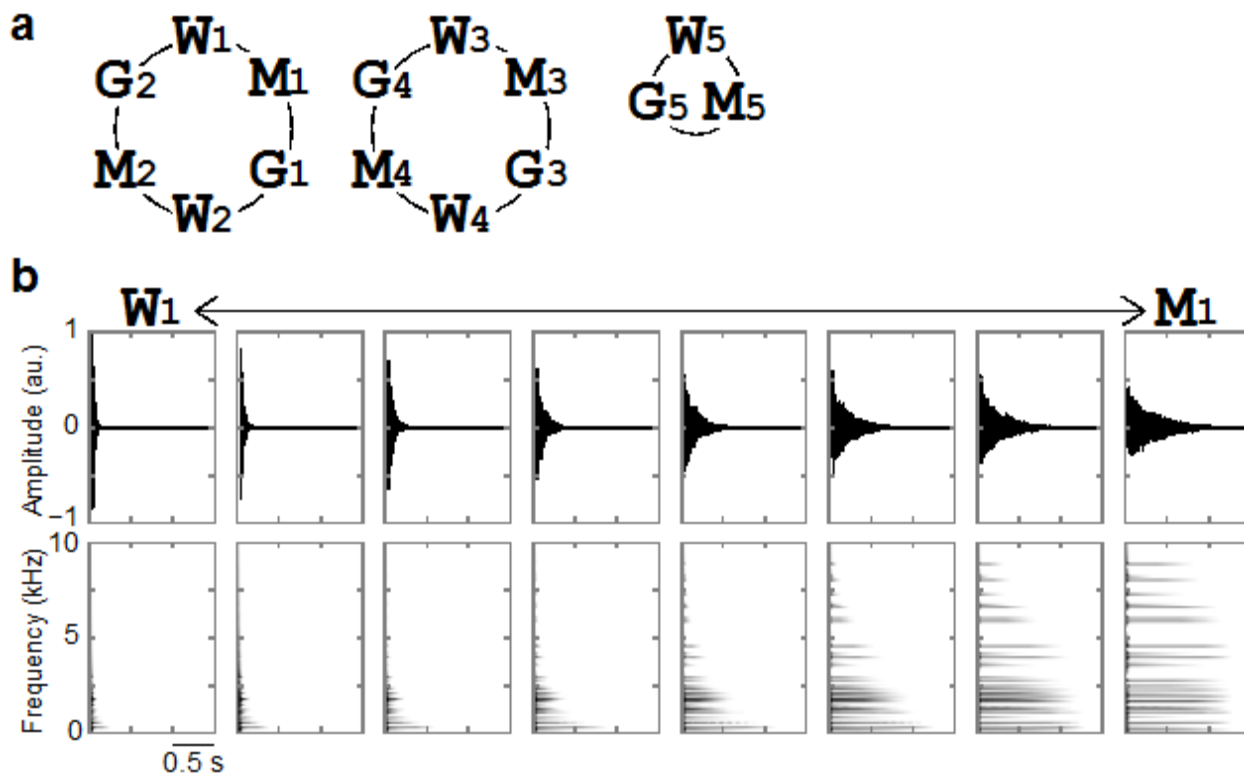 a
W1 W3 W5
G2 M1 G4 M3 G5 M5
M2 G1 M4 G3
W2 W4
b
W1 M1
Amplitude (au.)
1
0
−1
Frequency (kHz)
10
5
0
0.5 s